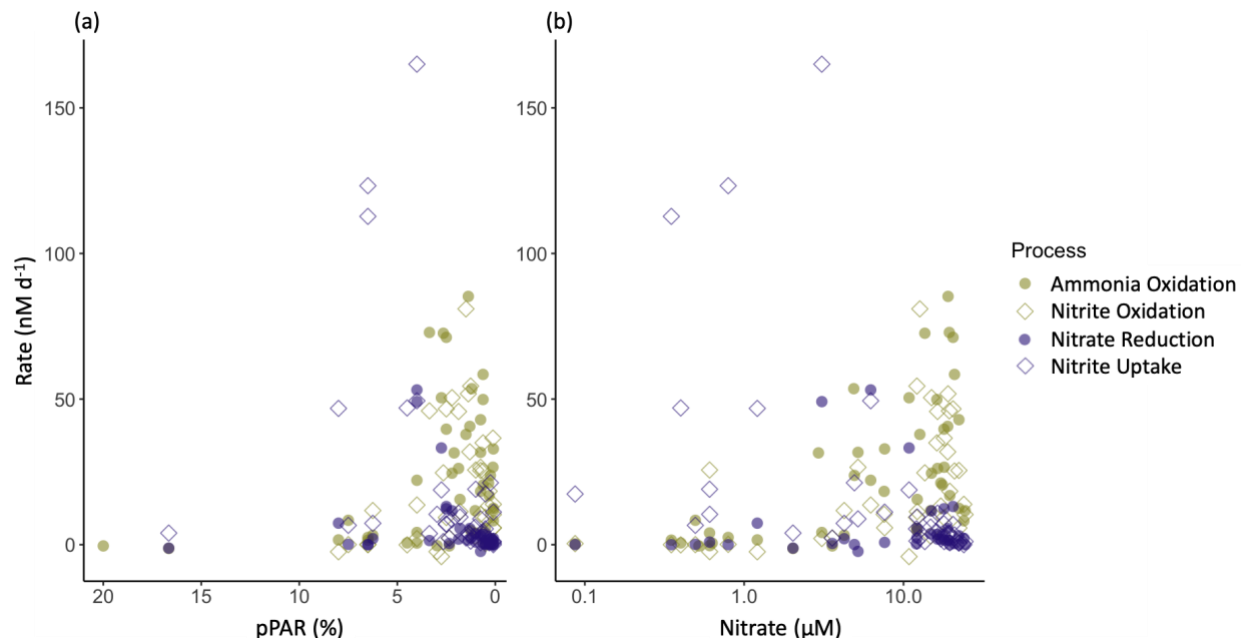 (a)
(b)
150
100
50
0
Rate (nM d⁻¹)
20 15 10 5 0
pPAR (%)
150
100
50
0
0.1 1.0 10.0
Nitrate (µM)
Process
Ammonia Oxidation
Nitrite Oxidation
Nitrate Reduction
Nitrite Uptake